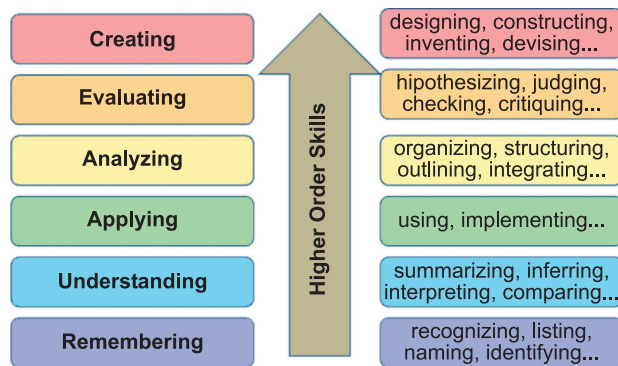 Creating
designing, constructing,
inventing, devising...
Evaluating
hipothesizing, judging,
checking, critiquing...
Analyzing
organizing, structuring,
outlining, integrating...
Applying
using, implementing...
Understanding
summarizing, inferring,
interpreting, comparing...
Remembering
recognizing, listing,
naming, identifying...
Higher Order Skills